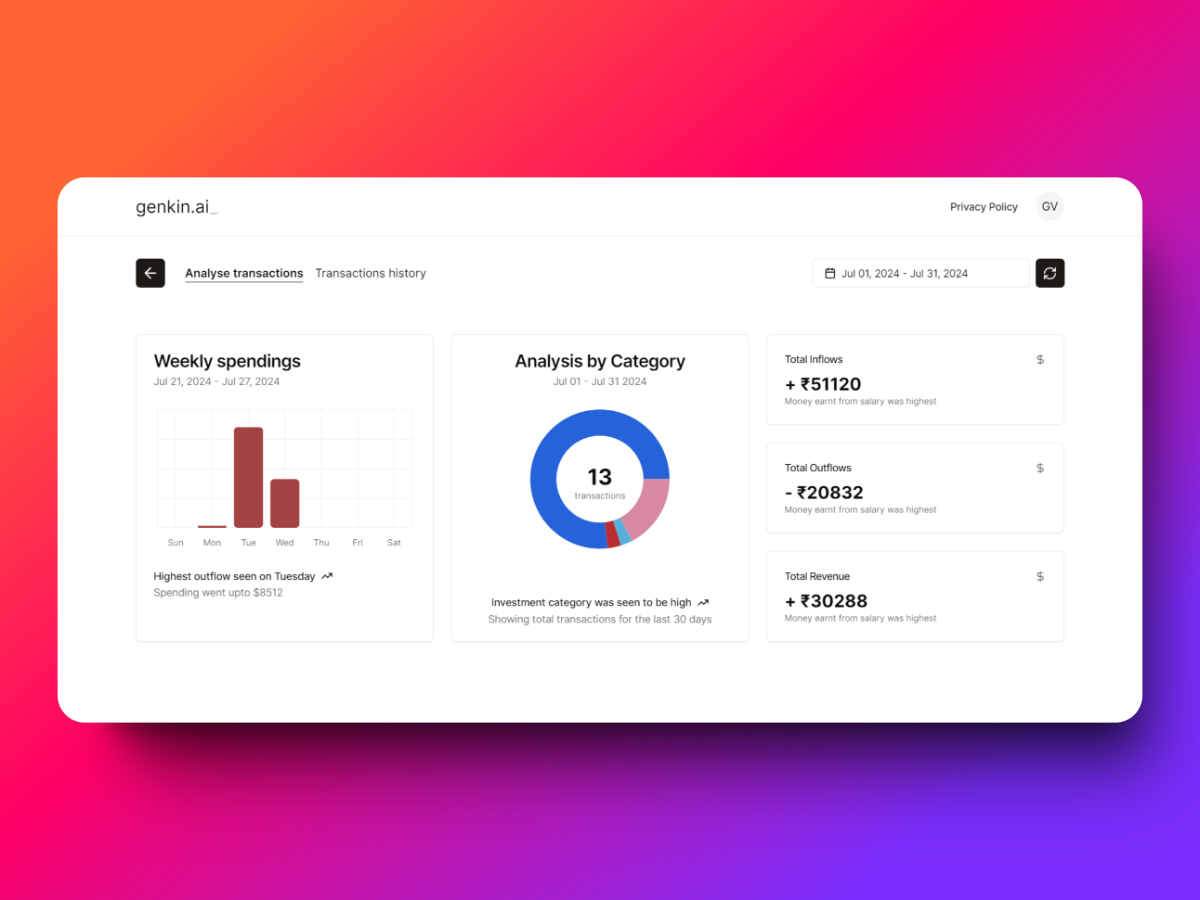 genkin.ai_
Privacy Policy
GV
Analyse transactions
Transactions history
Jul 01, 2024 - Jul 31, 2024
Weekly spendings
Jul 21, 2024 - Jul 27, 2024
Sun Mon Tue Wed Thu Fri Sat
Highest outflow seen on Tuesday
Spending went upto $8512
Analysis by Category
Jul 01 - Jul 31 2024
13
transactions
Investment category was seen to be high
Showing total transactions for the last 30 days
Total Inflows
$
+ ₹51120
Money earnt from salary was highest
Total Outflows
$
- ₹20832
Money earnt from salary was highest
Total Revenue
$
+ ₹30288
Money earnt from salary was highest